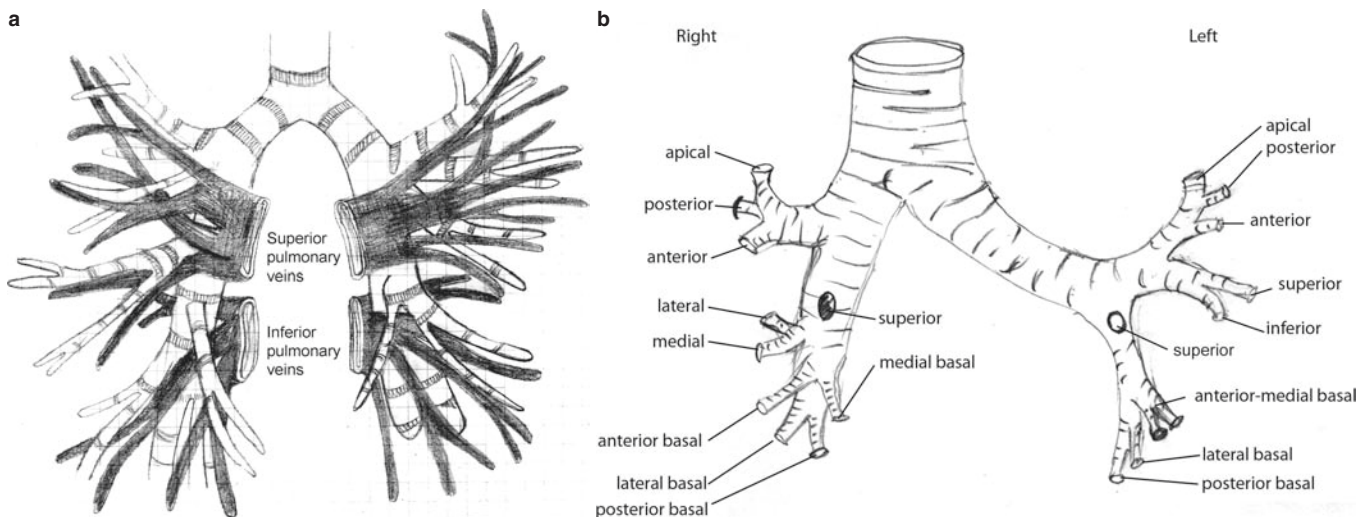 a
Superior
pulmonary
veins
Inferior
pulmonary
veins
b
Right
Left
apical
posterior
anterior
lateral
medial
superior
medial basal
anterior basal
lateral basal
posterior basal
apical
posterior
anterior
superior
inferior
superior
anterior-medial basal
lateral basal
posterior basal